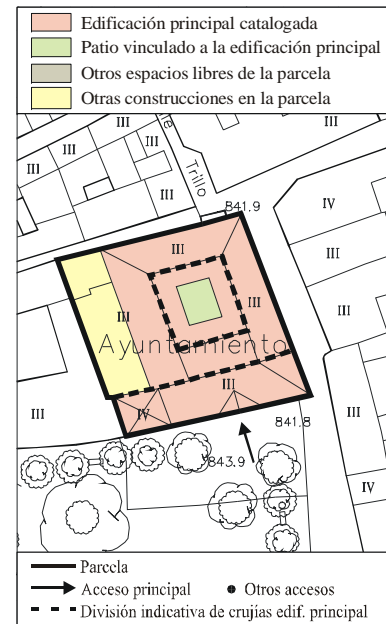 Edificación principal catalogada
Patio vinculado a la edificación principal
Otros espacios libres de la parcela
Otras construcciones en la parcela
III
III
III
III
III
Trillo
841.9
IV
III
III
III
III
III
III
Ayuntamiento
III
III
IV
III
841.8
843.9
III
Parcela
Acceso principal
Otros accesos
División indicativa de crujías edif. principal